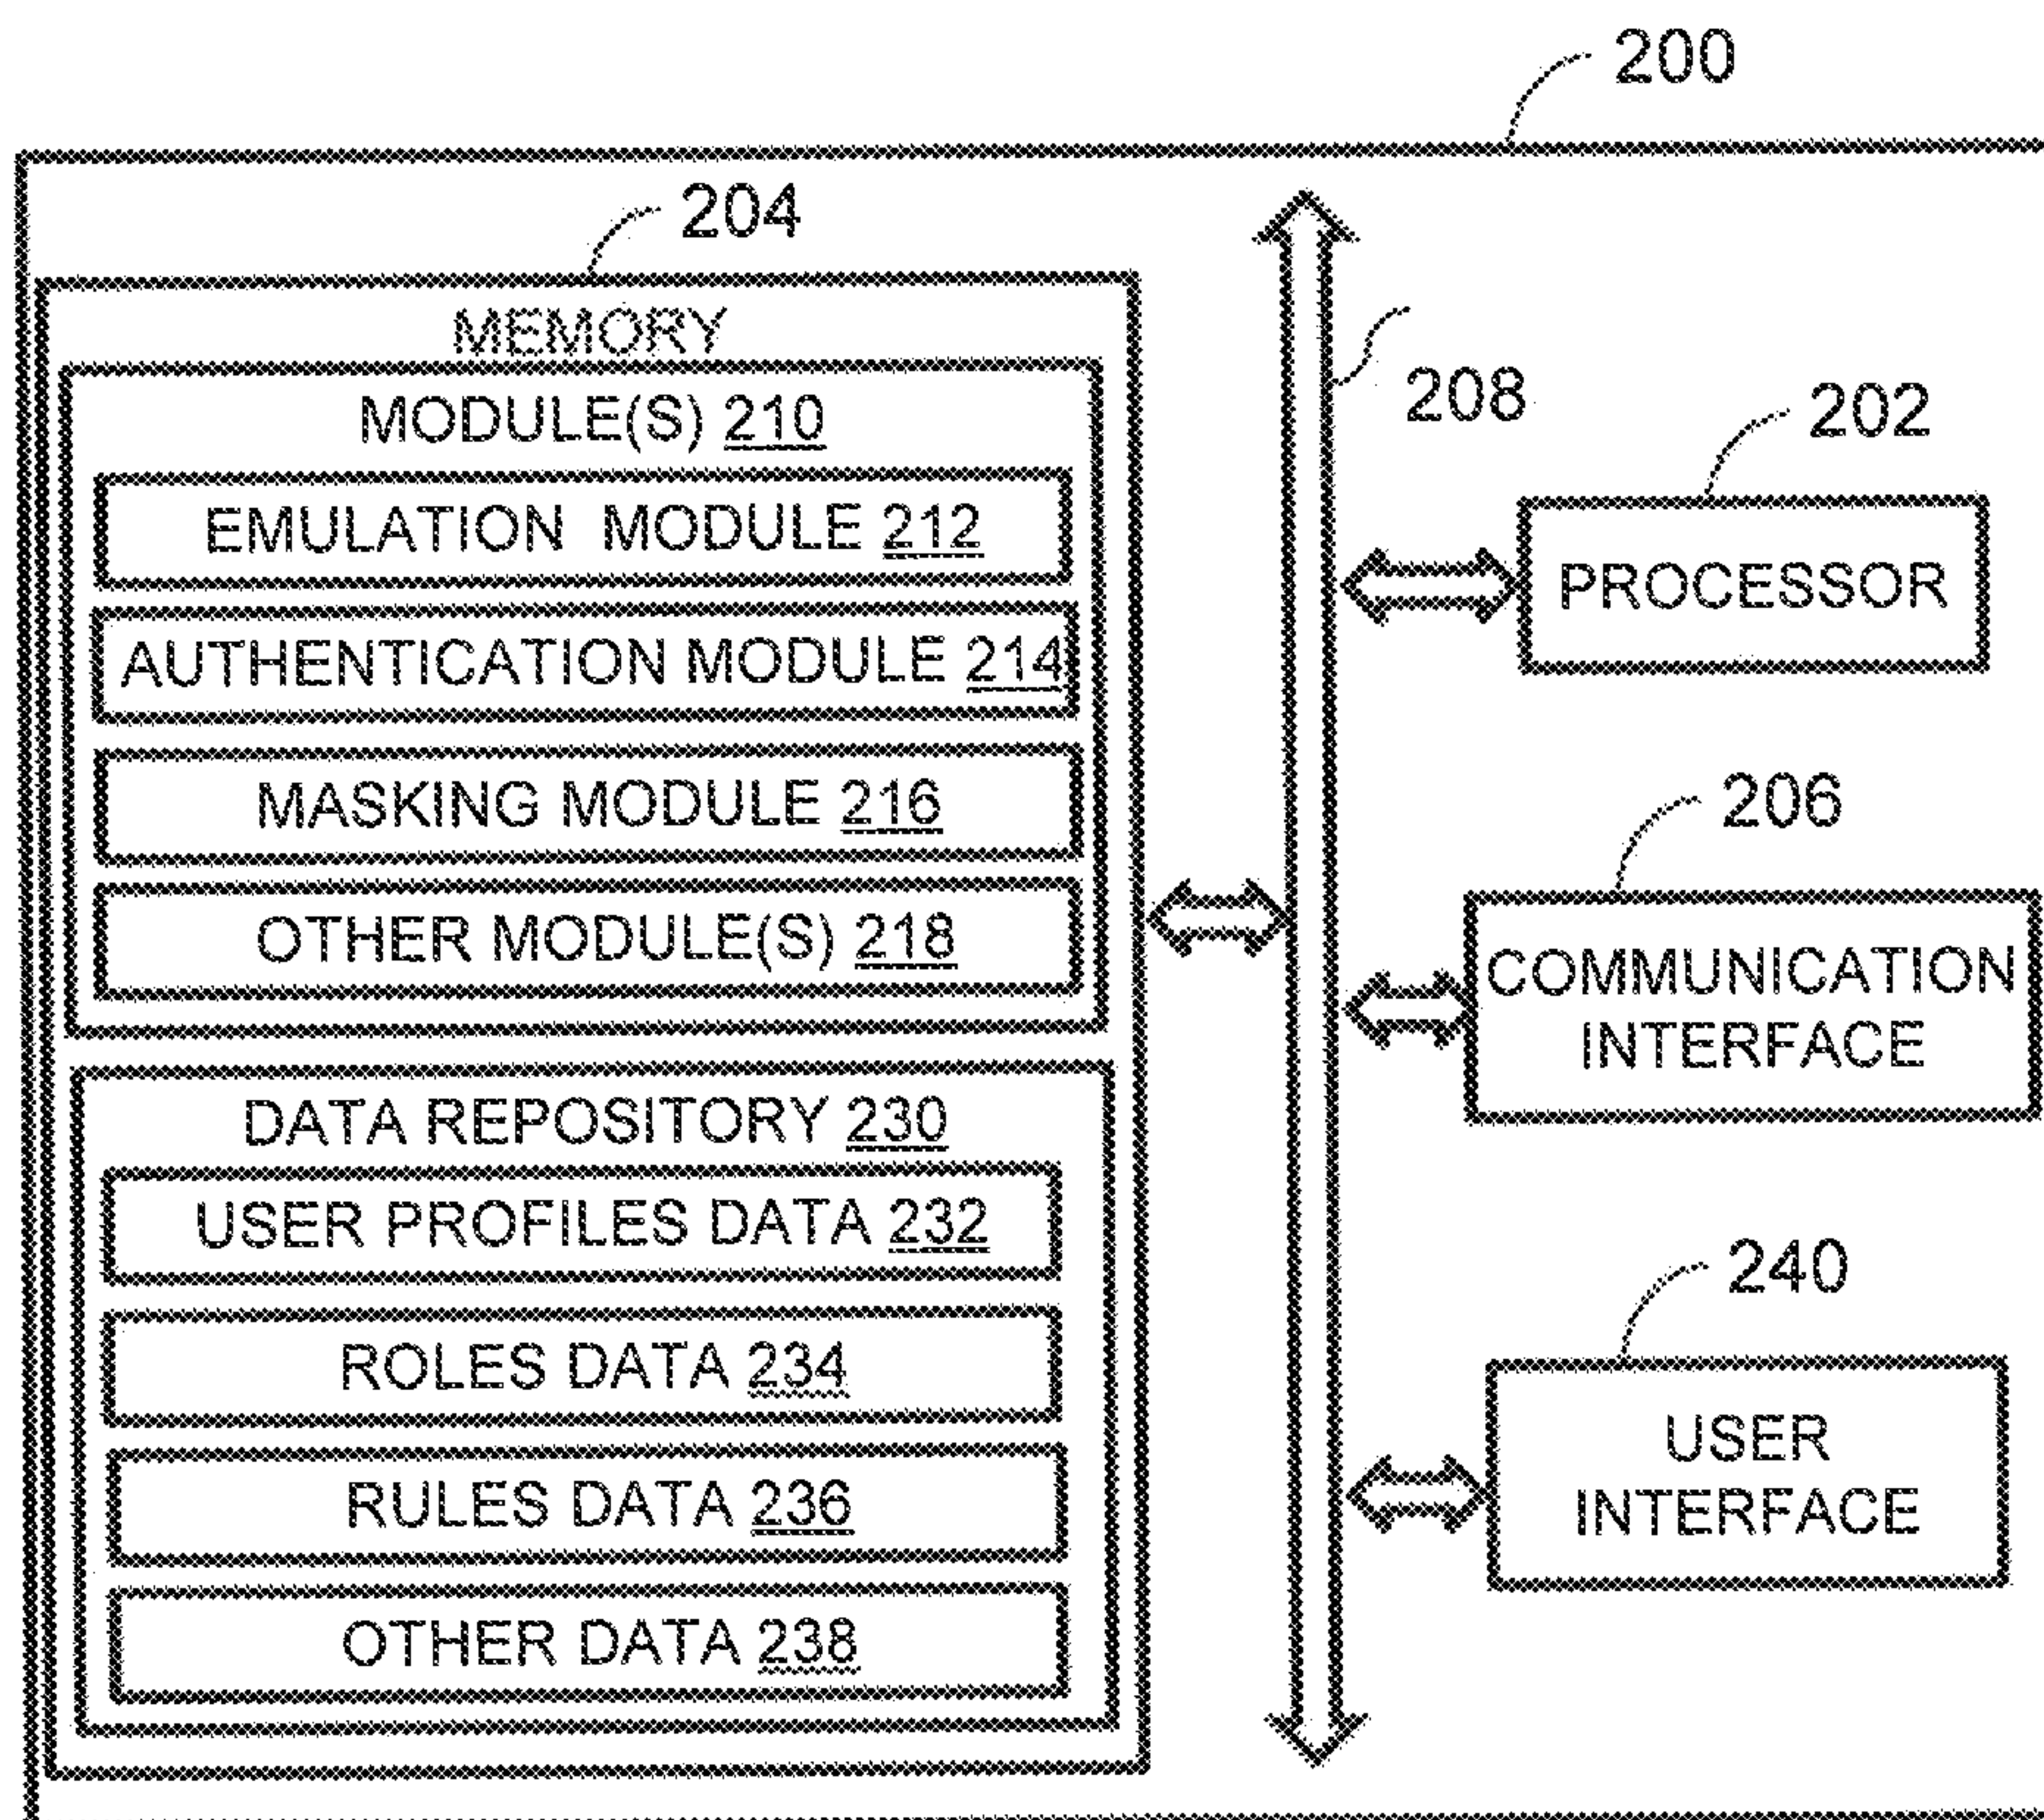 200
204
MEMORY
MODULE(S) 210
EMULATION MODULE 212
AUTHENTICATION MODULE 214
MASKING MODULE 216
OTHER MODULE(S) 218
DATA REPOSITORY 230
USER PROFILES DATA 232
ROLES DATA 234
RULES DATA 236
OTHER DATA 238
208
202
PROCESSOR
206
COMMUNICATION
INTERFACE
240
USER
INTERFACE